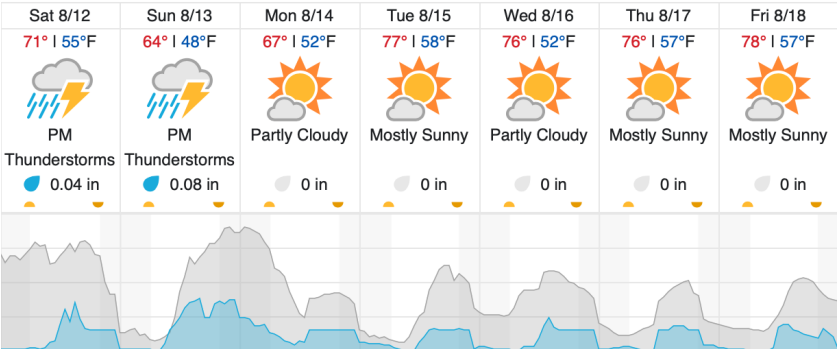 Sat 8/12 Sun 8/13 Mon 8/14 Tue 8/15 Wed 8/16 Thu 8/17 Fri 8/18
71° | 55°F 64° | 48°F 67° | 52°F 77° | 58°F 76° | 52°F 76° | 57°F 78° | 57°F
PM PM Partly Cloudy Mostly Sunny Partly Cloudy Mostly Sunny Mostly Sunny
Thunderstorms Thunderstorms
0.04 in 0.08 in 0 in 0 in 0 in 0 in 0 in